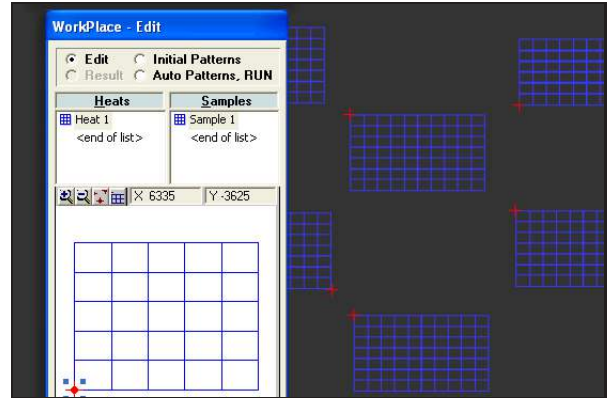 WorkPlace - Edit
Edit Initial Patterns
Result Auto Patterns, RUN
Heats Samples
Heat 1 Sample 1
<end of list> <end of list>
X 6335 Y -3625